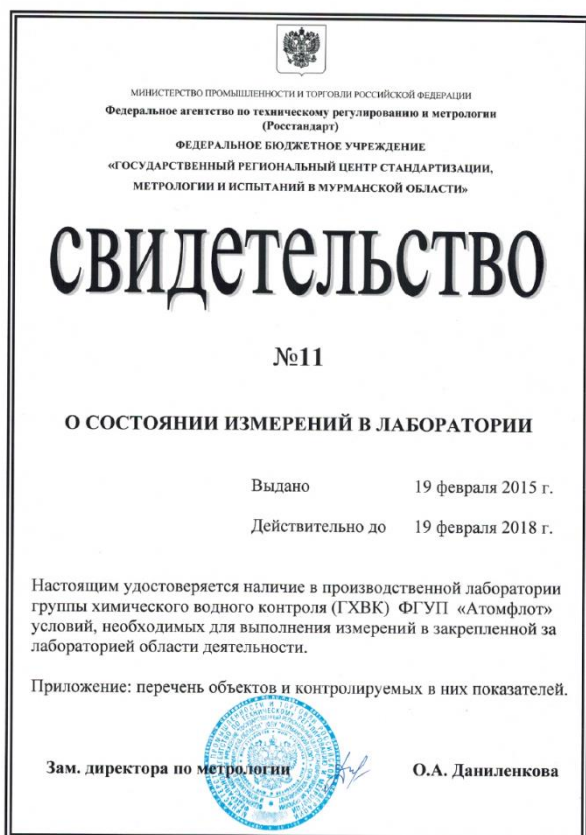 МИНИСТЕРСТВО ПРОМЫШЛЕННОСТИ И ТОРГОВЛИ РОССИЙСКОЙ ФЕДЕРАЦИИ
Федеральное агентство по техническому регулированию и метрологии
(Росстандарт)
ФЕДЕРАЛЬНОЕ БЮДЖЕТНОЕ УЧРЕЖДЕНИЕ
«ГОСУДАРСТВЕННЫЙ РЕГИОНАЛЬНЫЙ ЦЕНТР СТАНДАРТИЗАЦИИ,
МЕТРОЛОГИИ И ИСПЫТАНИЙ В МУРМАНСКОЙ ОБЛАСТИ»
СВИДЕТЕЛЬСТВО
№11
О СОСТОЯНИИ ИЗМЕРЕНИЙ В ЛАБОРАТОРИИ
Выдано 19 февраля 2015 г.
Действительно до 19 февраля 2018 г.
Настоящим удостоверяется наличие в производственной лаборатории
группы химического водного контроля (ГХВК) ФГУП «Атомфлот»
условий, необходимых для выполнения измерений в закрепленной за
лабораторией области деятельности.
Приложение: перечень объектов и контролируемых в них показателей.
Зам. директора по метрологии О.А. Даниленкова